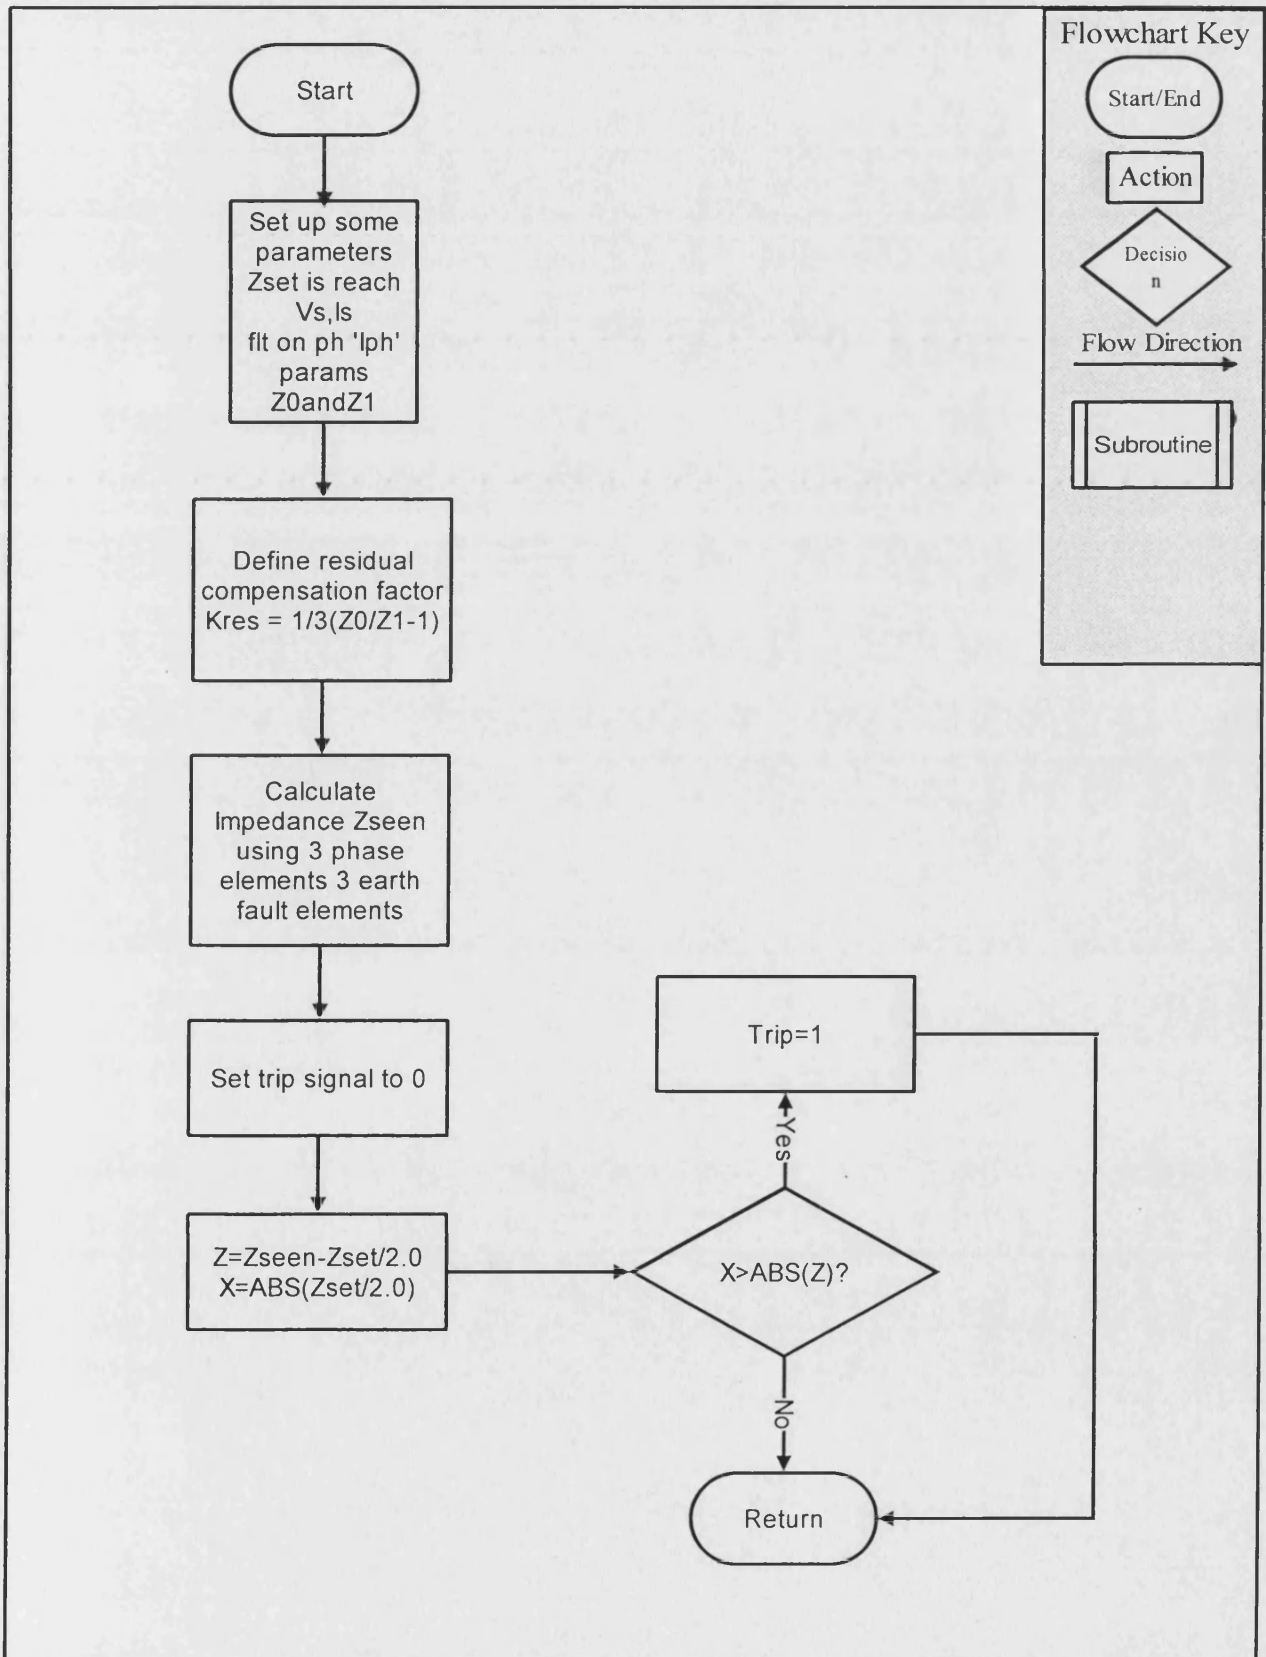 Start
Set up some
parameters
Zset is reach
Vs,Is
flt on ph 'Iph'
params
Z0andZ1
Define residual
compensation factor
Kres = 1/3(Z0/Z1-1)
Calculate
Impedance Zseen
using 3 phase
elements 3 earth
fault elements
Set trip signal to 0
Z=Zseen-Zset/2.0
X=ABS(Zset/2.0)
X>ABS(Z)?
Yes
Trip=1
No
Return
Flowchart Key
Start/End
Action
Decisio
n
Flow Direction
Subroutine